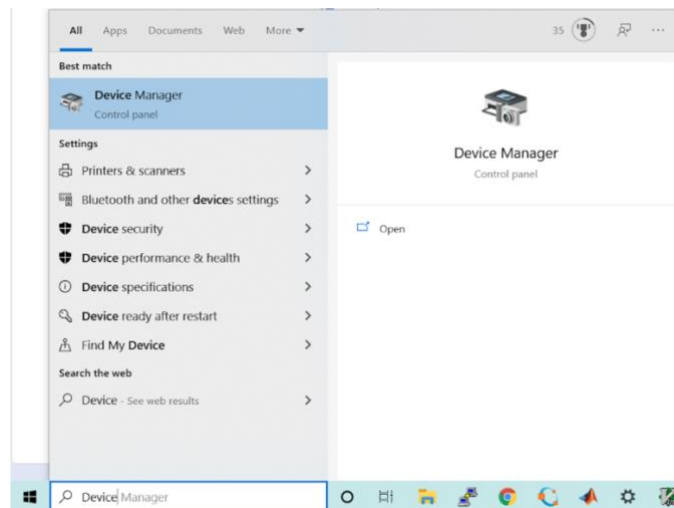 All Apps Documents Web More 35 ...
Best match
Device Manager
Control panel
Device Manager
Control panel
Settings
Printers & scanners
Bluetooth and other devices settings
Device security
Open
Device performance & health
Device specifications
Device ready after restart
Find My Device
Search the web
Device - See web results
Device Manager